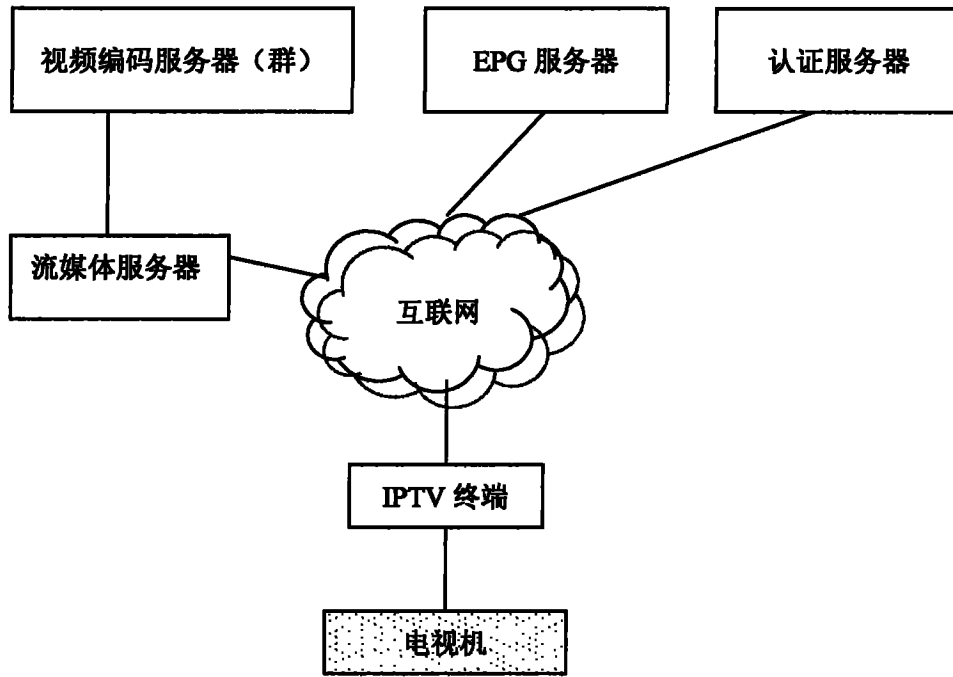 视频编码服务器（群）
EPG 服务器
认证服务器
流媒体服务器
互联网
IPTV 终端
电视机